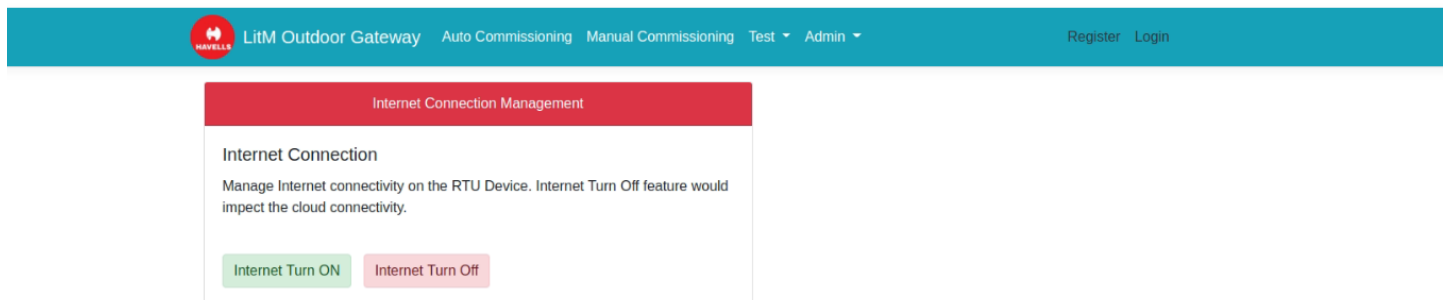 HAVELLS
LitM Outdoor Gateway Auto Commissioning Manual Commissioning Test Admin Register Login
Internet Connection Management
Internet Connection
Manage Internet connectivity on the RTU Device. Internet Turn Off feature would
impect the cloud connectivity.
Internet Turn ON Internet Turn Off